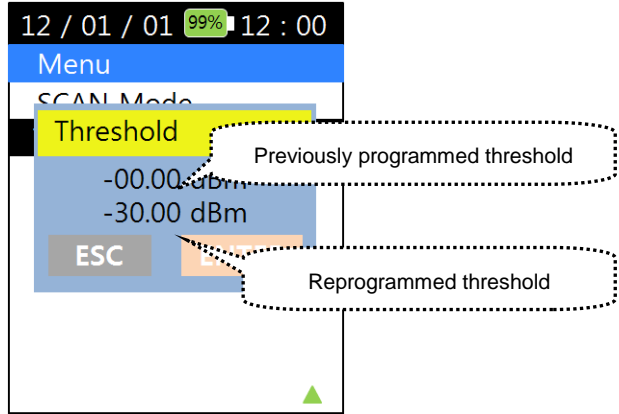 12 / 01 / 01 99% 12 : 00
Menu
SCAN Mode
Threshold
Previously programmed threshold
-00.00 dBm
-30.00 dBm
ESC
Reprogrammed threshold